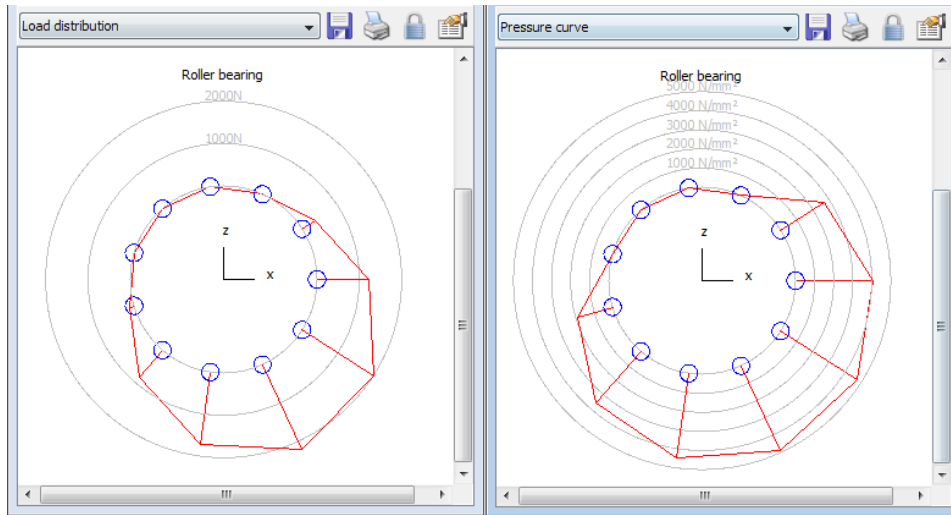 Load distribution
Roller bearing
2000N
1000N
z
x
Pressure curve
Roller bearing
5000 N/mm²
4000 N/mm²
3000 N/mm²
2000 N/mm²
1000 N/mm²
z
x